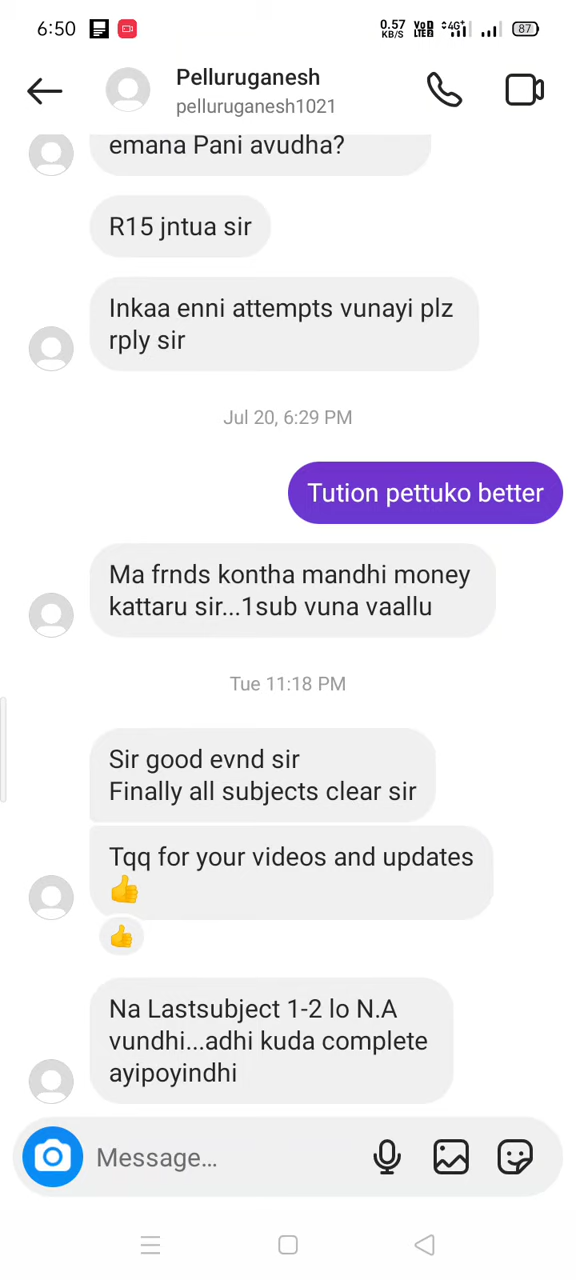 6:50
0.57 KB/S
VoD LTE2
4G+
87
Pelluruganesh
pelluruganesh1021
emana Pani avudha?
R15 jntua sir
Inkaa enni attempts vunayi plz
rply sir
Jul 20, 6:29 PM
Tution pettuko better
Ma frnds kontha mandhi money
kattaru sir...1sub vuna vaallu
Tue 11:18 PM
Sir good evnd sir
Finally all subjects clear sir
Tqq for your videos and updates
👍
👍
Na Lastsubject 1-2 lo N.A
vundhi...adhi kuda complete
ayipoyindhi
Message...